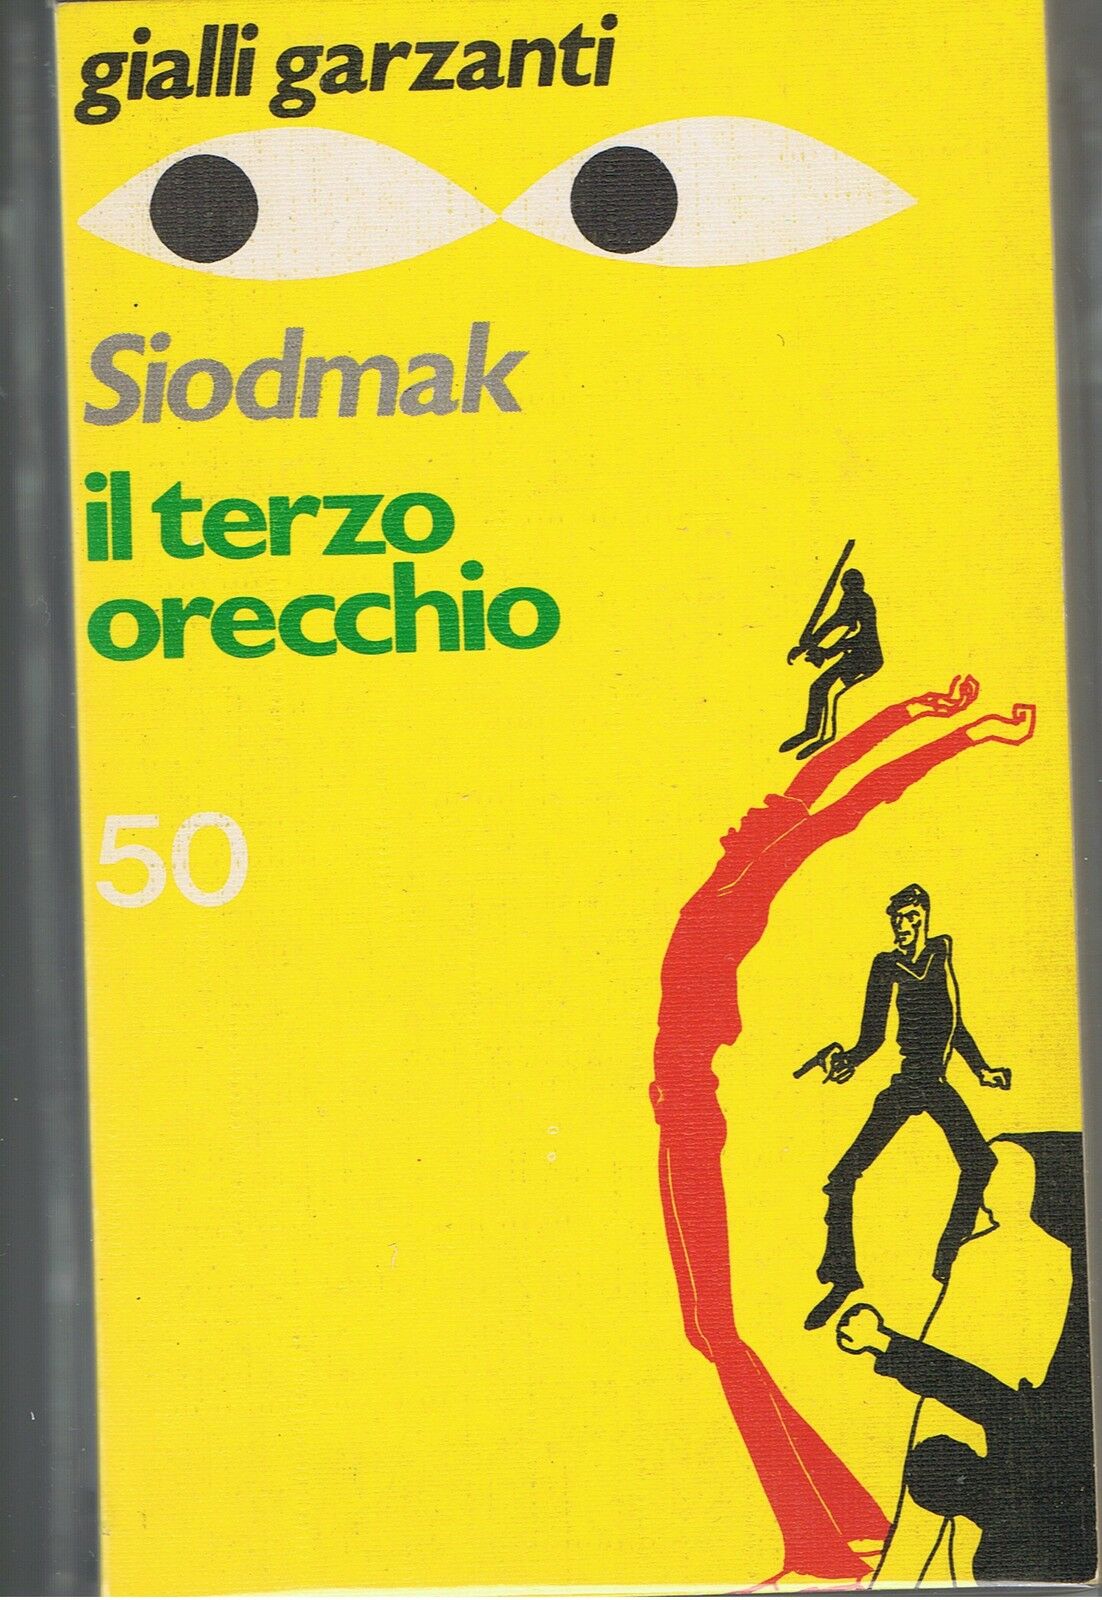 gialli garzanti
Siodmak
il terzo
orecchio
50